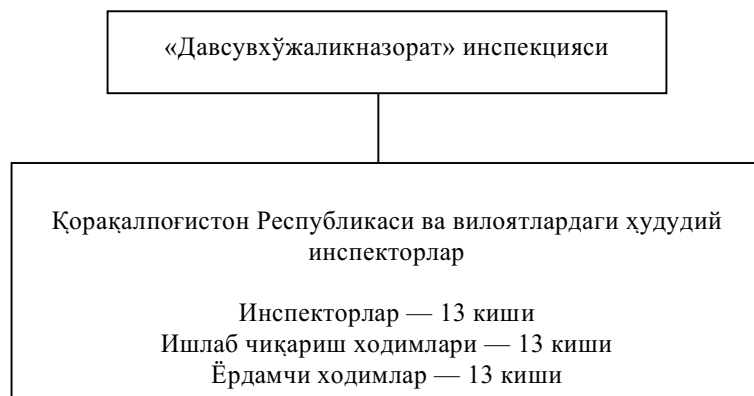 «Давсувхўжаликназорат» инспекцияси
Қорақалпоғистон Республикаси ва вилоятлардаги ҳудудий
инспекторлар
Инспекторлар — 13 киши
Ишлаб чиқариш ходимлари — 13 киши
Ёрдамчи ходимлар — 13 киши